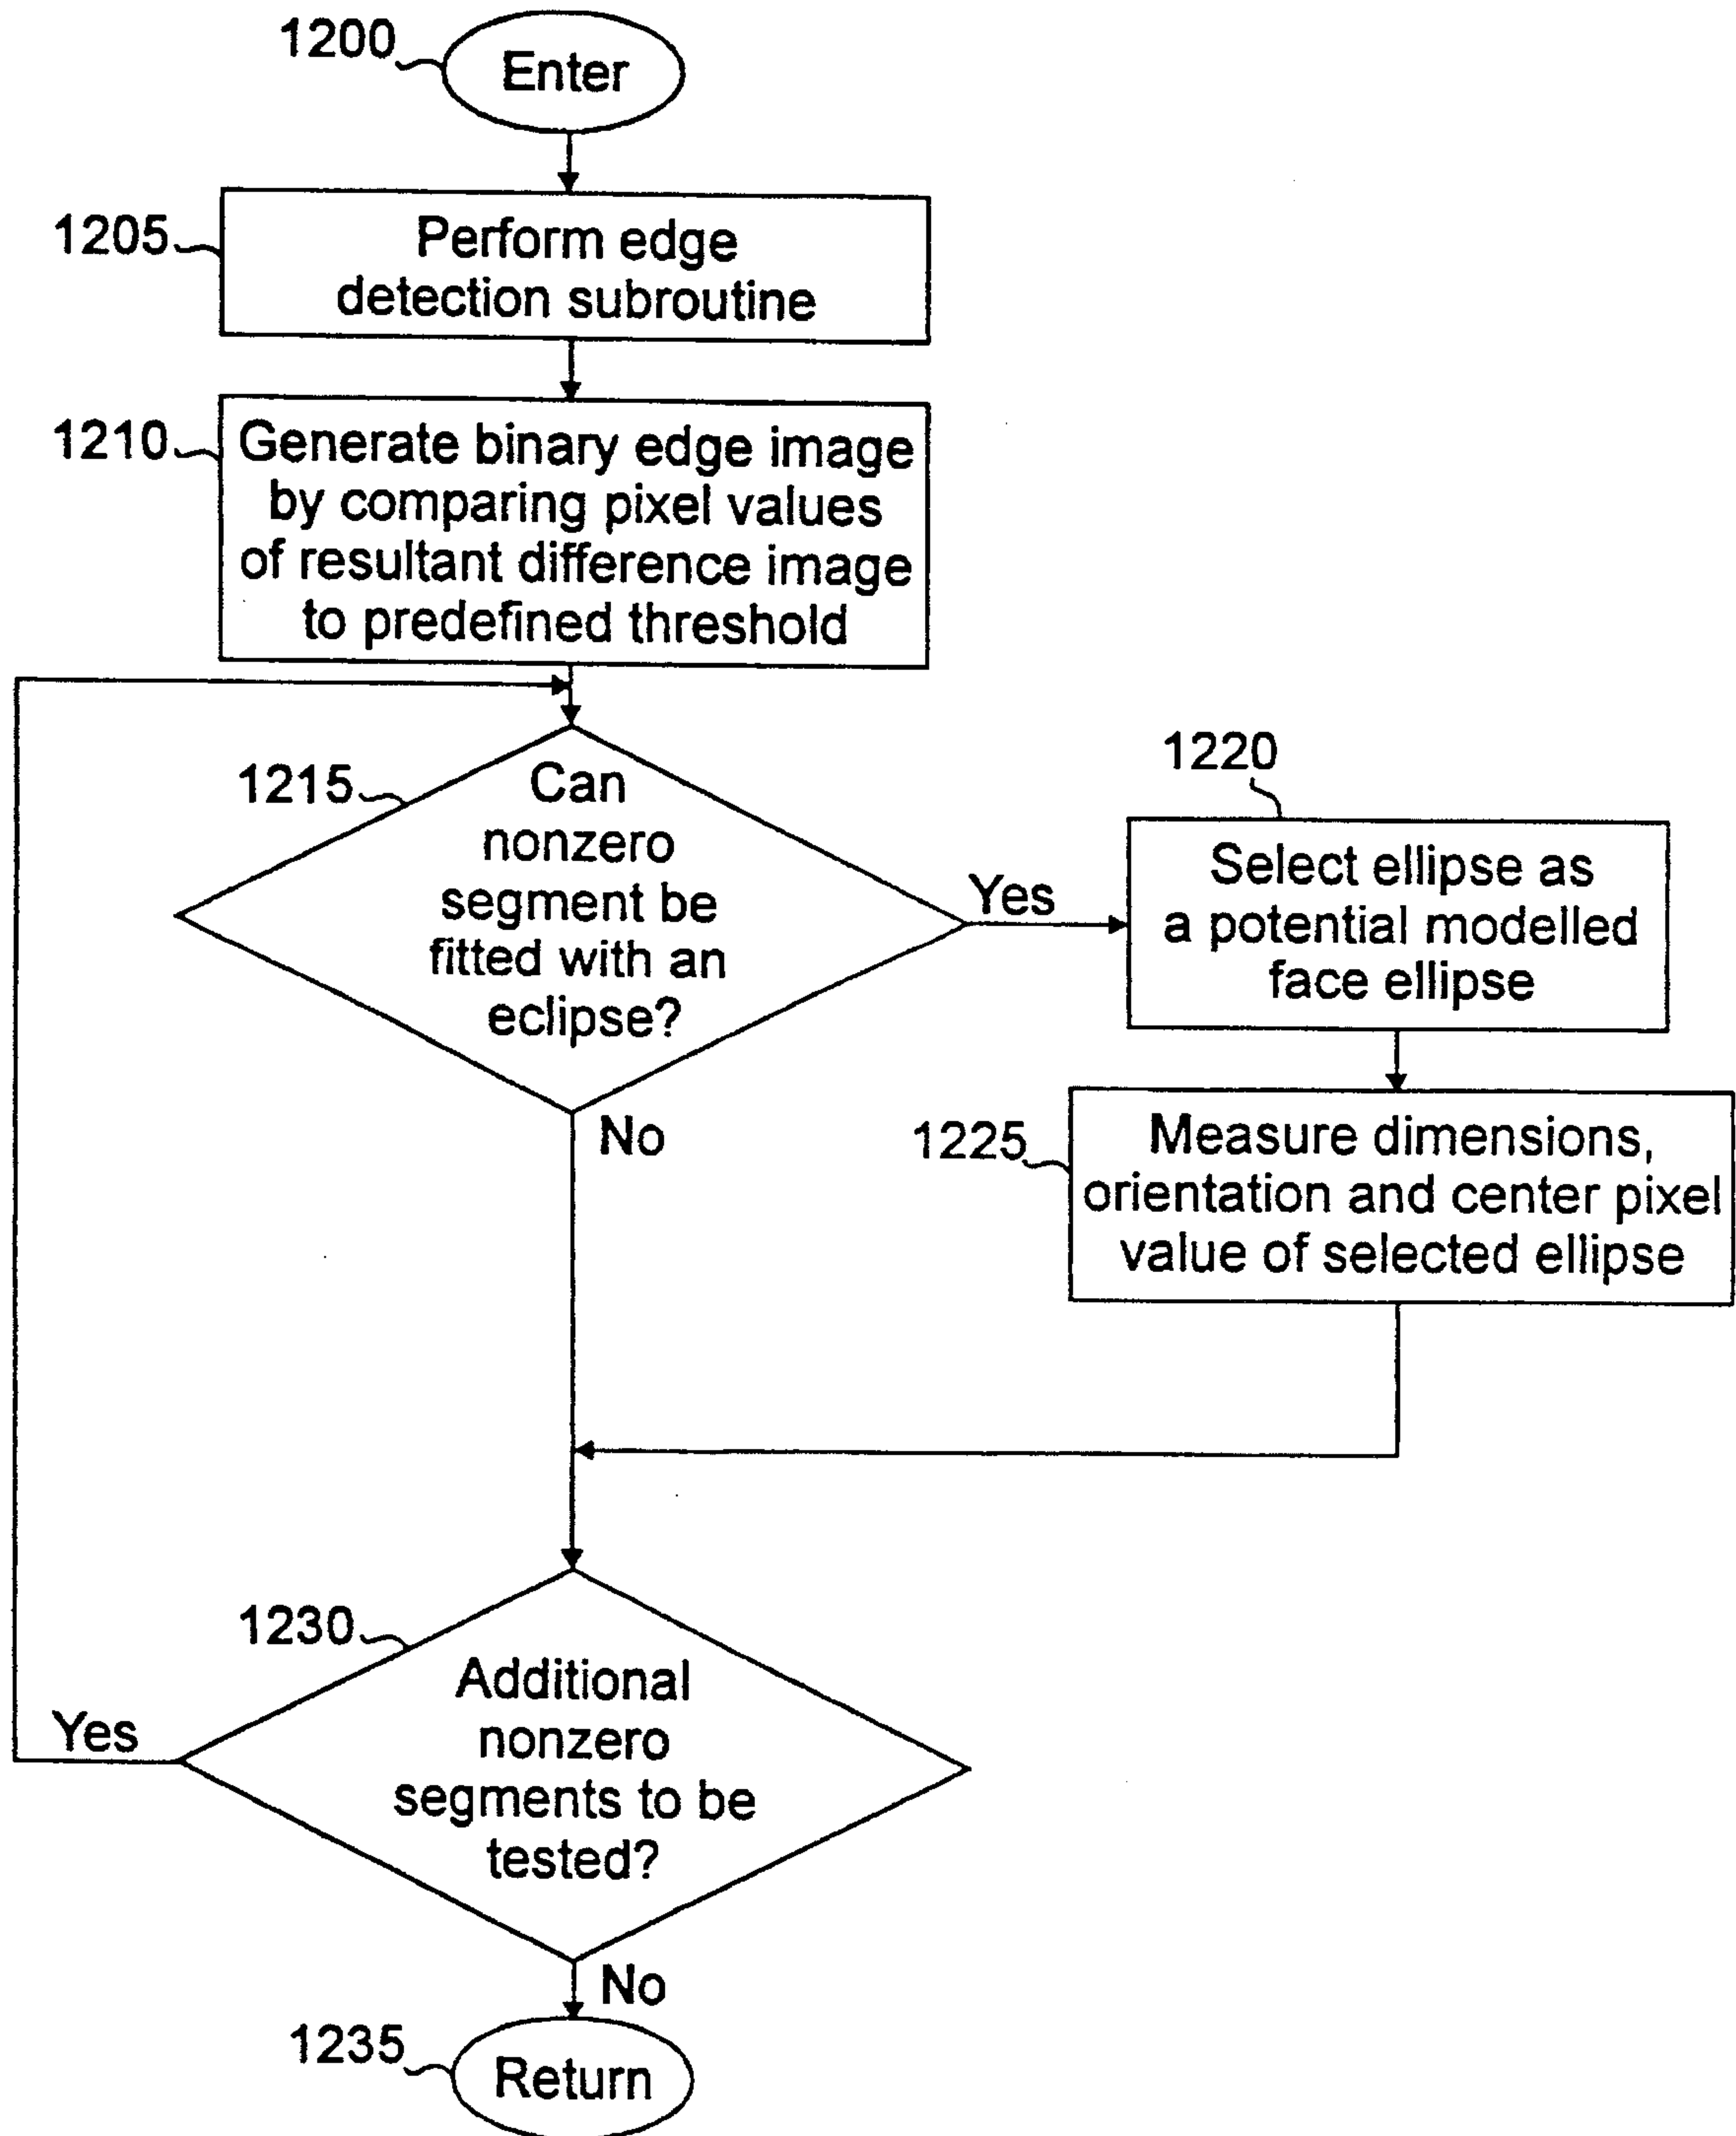 1200
Enter
1205
Perform edge
detection subroutine
1210
Generate binary edge image
by comparing pixel values
of resultant difference image
to predefined threshold
1215
Can
nonzero
segment be
fitted with an
eclipse?
Yes
No
1220
Select ellipse as
a potential modelled
face ellipse
1225
Measure dimensions,
orientation and center pixel
value of selected ellipse
1230
Additional
nonzero
segments to be
tested?
Yes
No
1235
Return